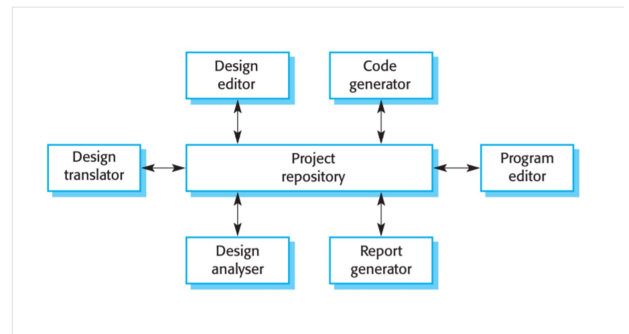 Design
editor
Code
generator
Design
translator
Project
repository
Program
editor
Design
analyser
Report
generator